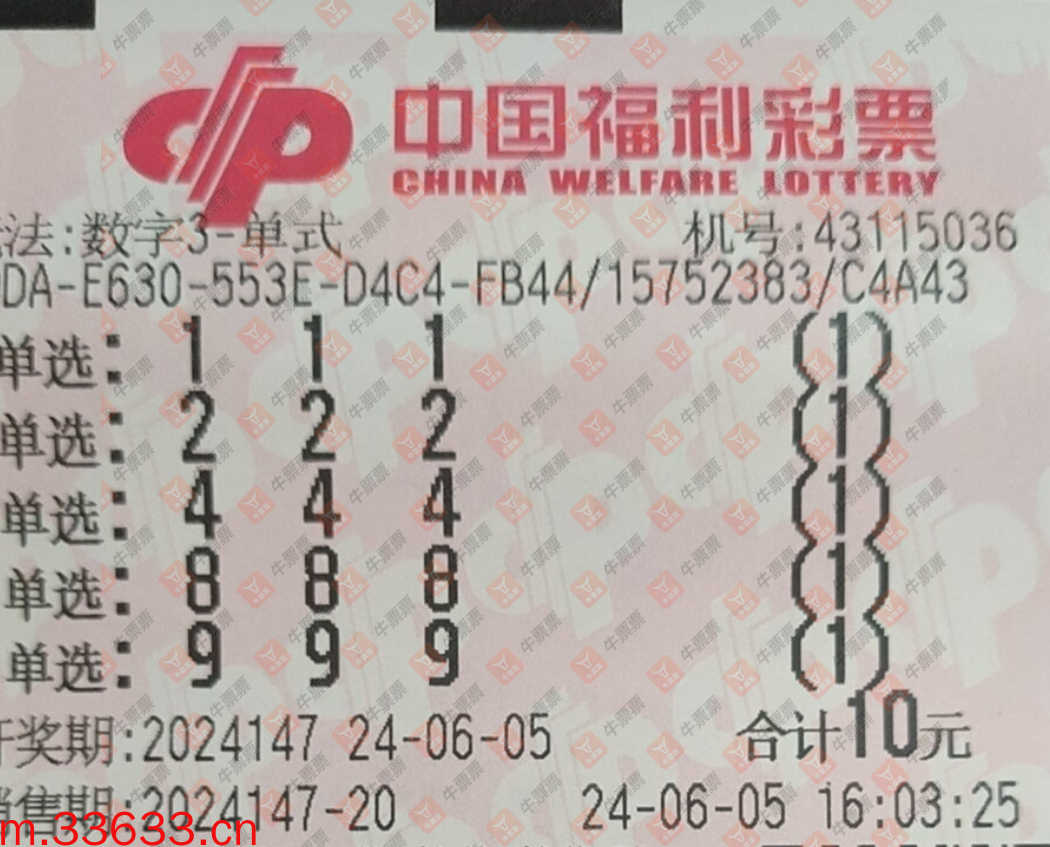 中国福利彩票
CHINA WELFARE LOTTERY
法:数字3-单式 机号:43115036
DA-E630-553E-D4C4-FB44/15752383/C4A43
单选: 1 1 1 (1)
单选: 2 2 2 (1)
单选: 4 4 4 (1)
单选: 8 8 8 (1)
单选: 9 9 9 (1)
奖期:2024147 24-06-05 合计10元
售期:2024147-20 24-06-05 16:03:25
m.33633.cn
牛票票